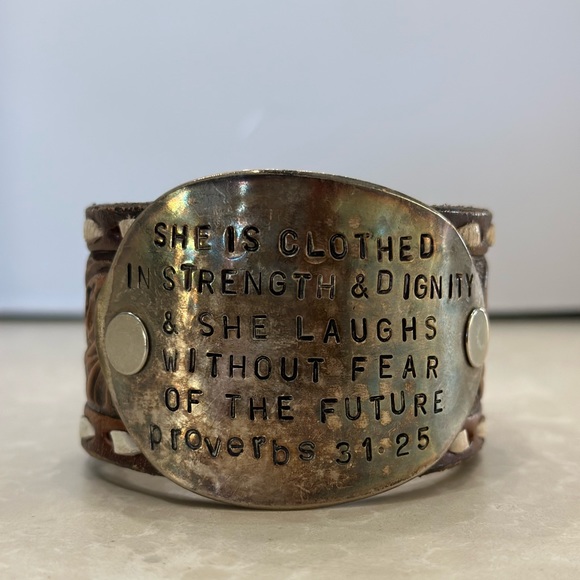 SHE IS CLOTHED
IN STRENGTH & DIGNITY
& SHE LAUGHS
WITHOUT FEAR
OF THE FUTURE
proverbs 31.25